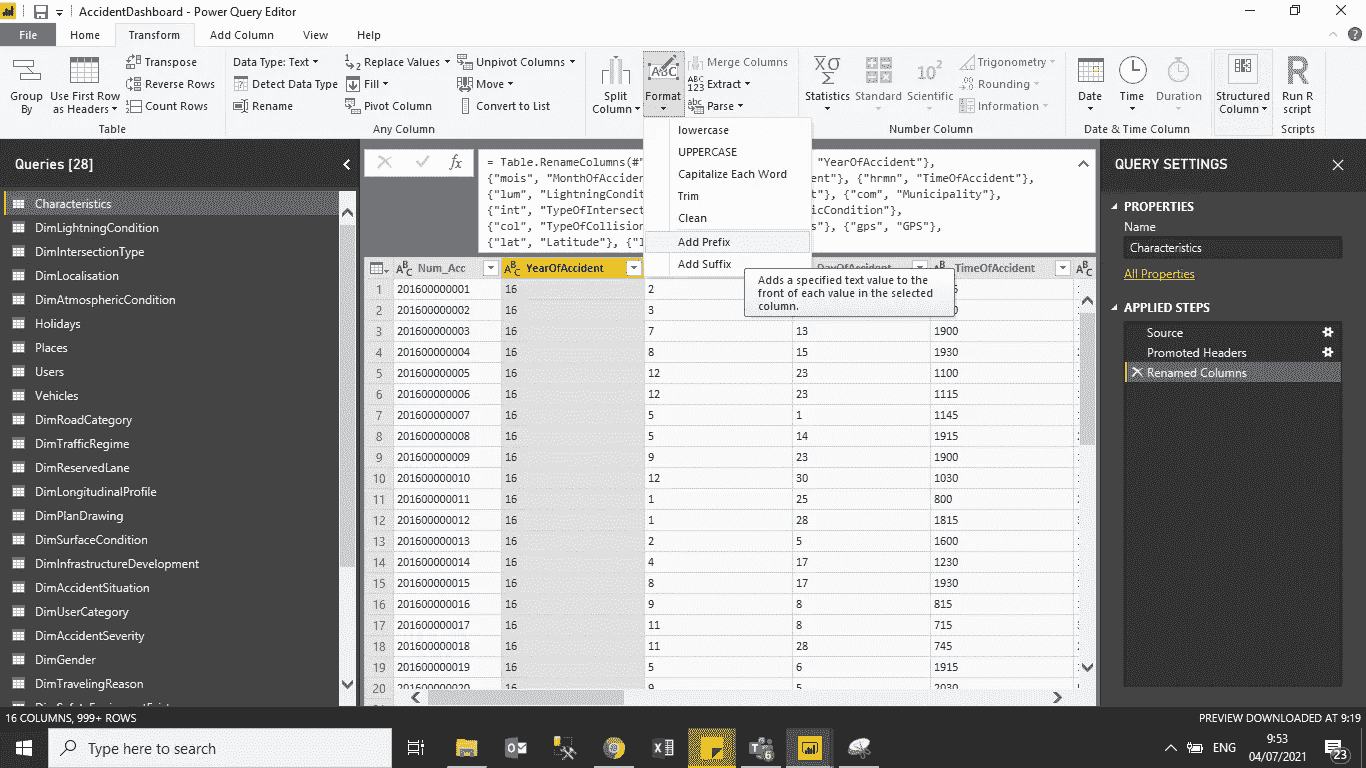 AccidentDashboard - Power Query Editor
File Home Transform Add Column View Help
Group By
Use First Row as Headers
Transpose
Reverse Rows
Count Rows
Table
Data Type: Text
Detect Data Type
Rename
Replace Values
Fill
Pivot Column
Unpivot Columns
Move
Convert to List
Any Column
Split Column
Format
Merge Columns
Extract
Parse
Statistics
Standard
Scientific
Trigonometry
Rounding
Information
Number Column
Date
Time
Duration
Date & Time Column
Structured Column
Run R script
Scripts
lowercase
UPPERCASE
Capitalize Each Word
Trim
Clean
Add Prefix
Add Suffix
Adds a specified text value to the
front of each value in the selected
column.
Queries [28]
Characteristics
DimLightningCondition
DimIntersectionType
DimLocalisation
DimAtmosphericCondition
Holidays
Places
Users
Vehicles
DimRoadCategory
DimTrafficRegime
DimReservedLane
DimLongitudinalProfile
DimPlanDrawing
DimSurfaceCondition
DimInfrastructureDevelopment
DimAccidentSituation
DimUserCategory
DimAccidentSeverity
DimGender
DimTravelingReason
= Table.RenameColumns(#" "YearOfAccident"},
{"mois", "MonthOfAcciden {"hrmn", "TimeOfAccident"},
{"lum", "LightningCondit {"com", "Municipality"},
{"int", "TypeOfIntersect icCondition"},
{"col", "TypeOfCollision {"gps", "GPS"},
{"lat", "Latitude"}, {"l
Num_Acc YearOfAccident DayOfAccident TimeOfAccident
1 201600000001 16 2
2 201600000002 16 3
3 201600000003 16 7 13 1900
4 201600000004 16 8 15 1930
5 201600000005 16 12 23 1100
6 201600000006 16 12 23 1115
7 201600000007 16 5 1 1145
8 201600000008 16 5 14 1915
9 201600000009 16 9 23 1900
10 201600000010 16 12 30 1030
11 201600000011 16 1 25 800
12 201600000012 16 1 28 1815
13 201600000013 16 2 5 1600
14 201600000014 16 4 17 1230
15 201600000015 16 8 17 1930
16 201600000016 16 9 8 815
17 201600000017 16 11 8 715
18 201600000018 16 11 28 745
19 201600000019 16 5 6 1915
20 201600000020 16 9 5 2030
QUERY SETTINGS
PROPERTIES
Name
Characteristics
All Properties
APPLIED STEPS
Source
Promoted Headers
Renamed Columns
16 COLUMNS, 999+ ROWS
PREVIEW DOWNLOADED AT 9:19
Type here to search
ENG
9:53
04/07/2021
23